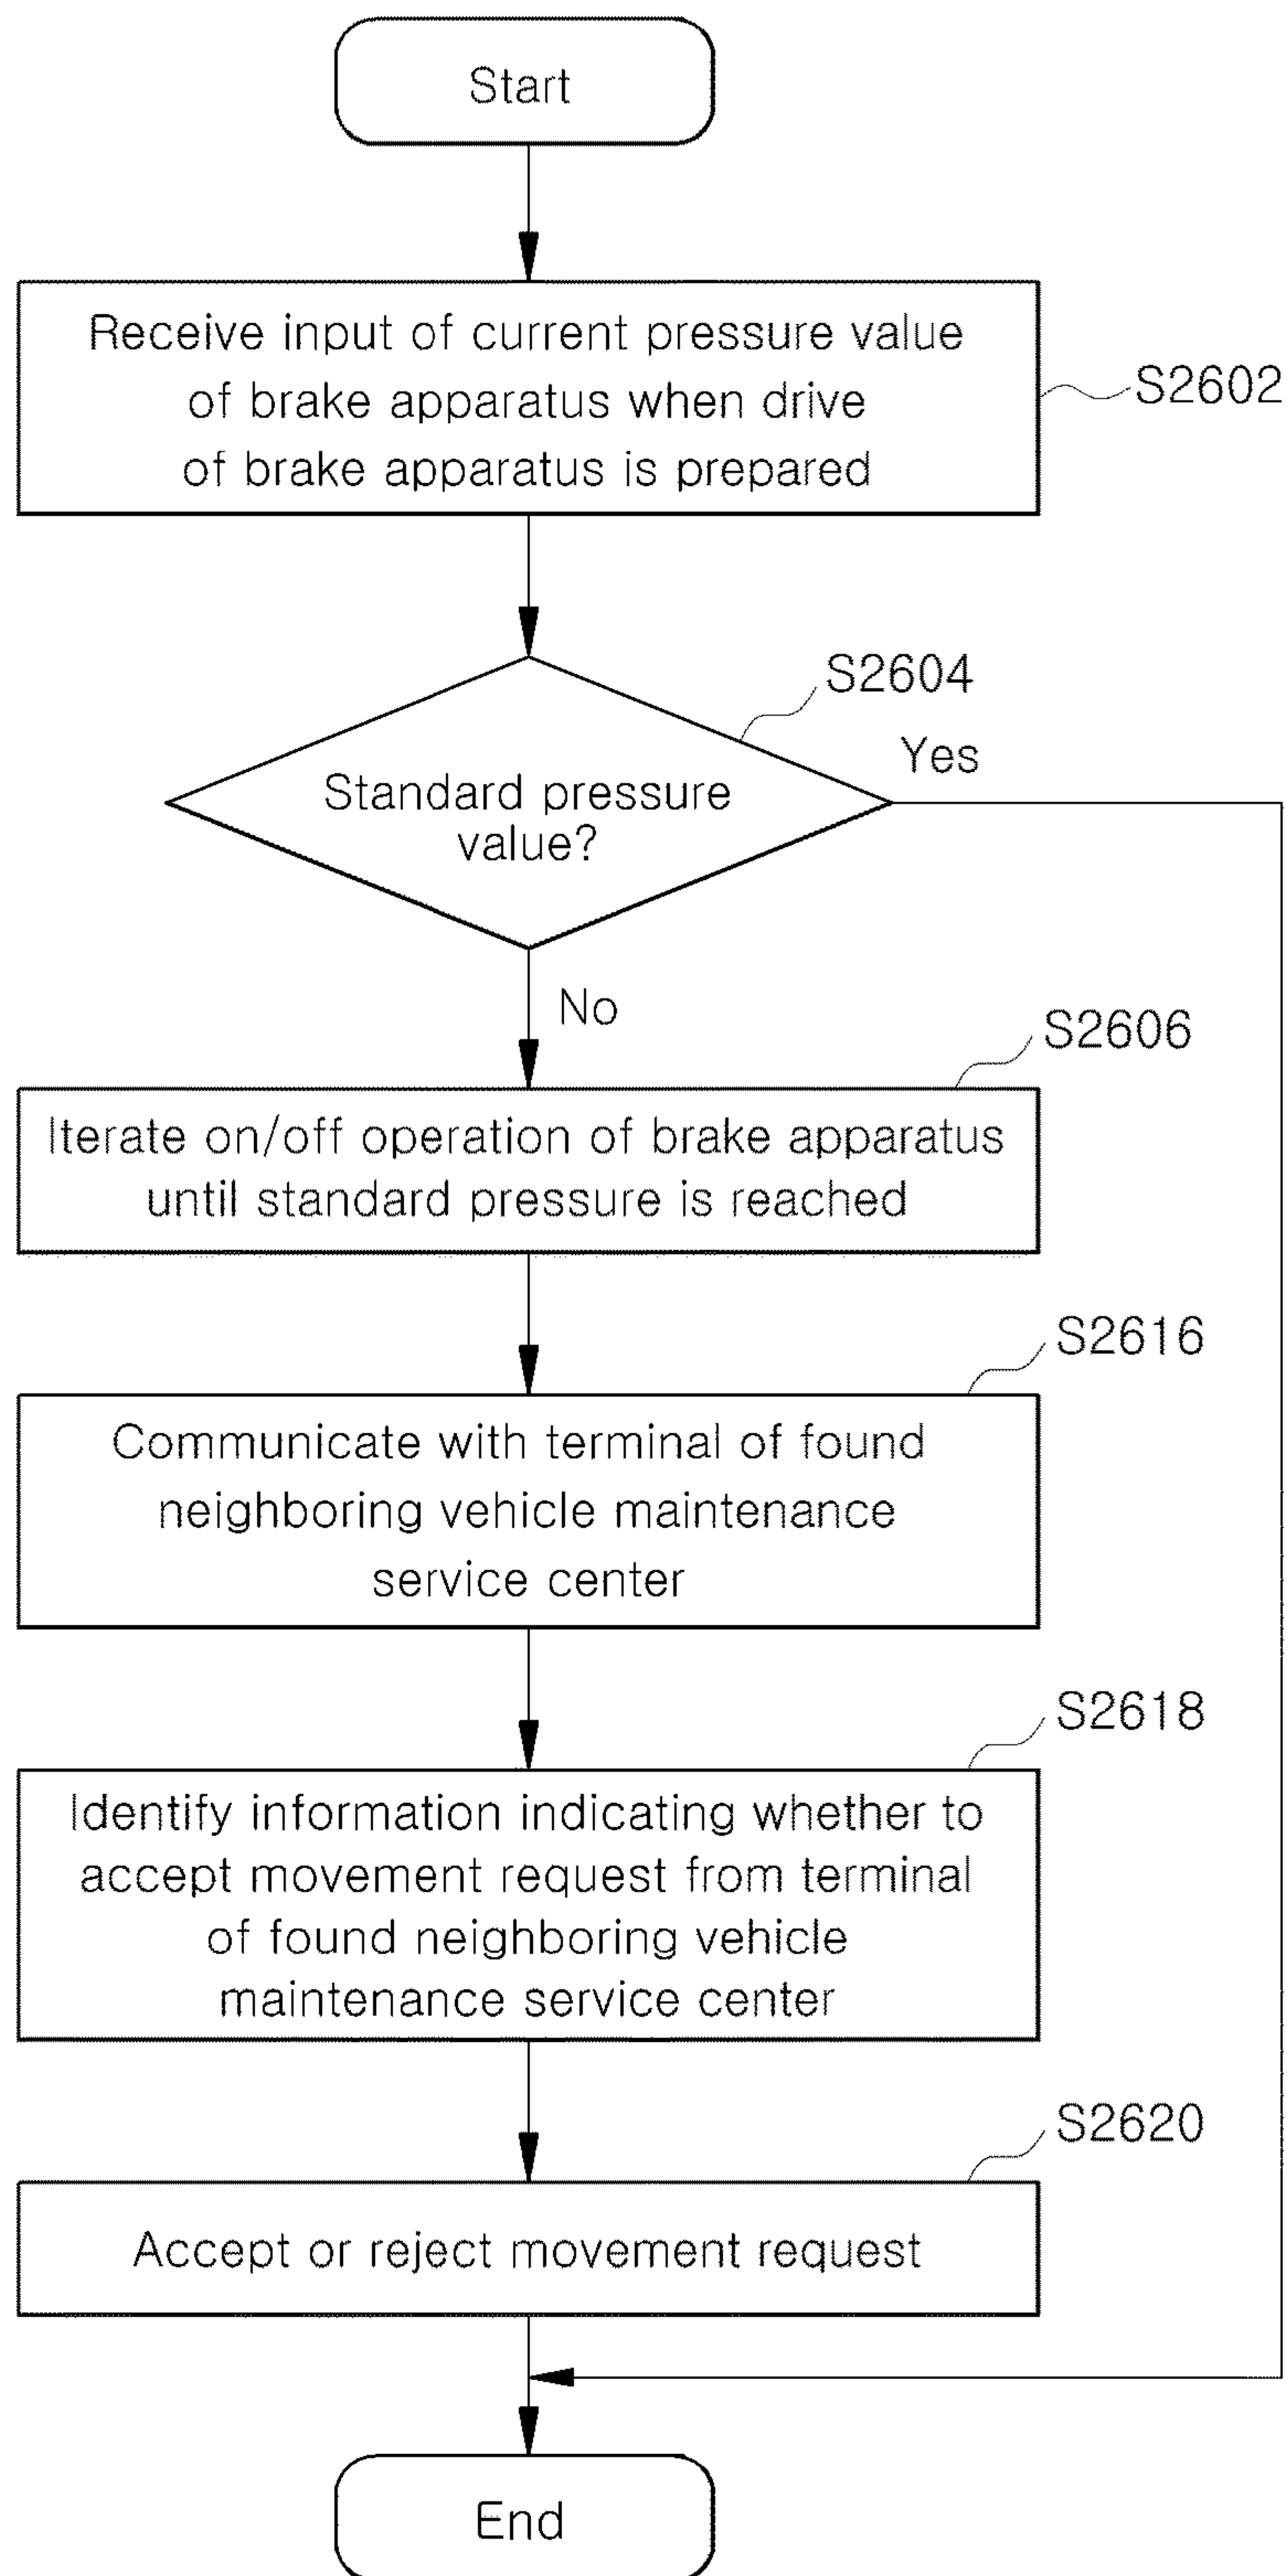 Start
Receive input of current pressure value
of brake apparatus when drive
of brake apparatus is prepared
S2602
S2604
Yes
Standard pressure
value?
No
S2606
Iterate on/off operation of brake apparatus
until standard pressure is reached
S2616
Communicate with terminal of found
neighboring vehicle maintenance
service center
S2618
Identify information indicating whether to
accept movement request from terminal
of found neighboring vehicle
maintenance service center
S2620
Accept or reject movement request
End